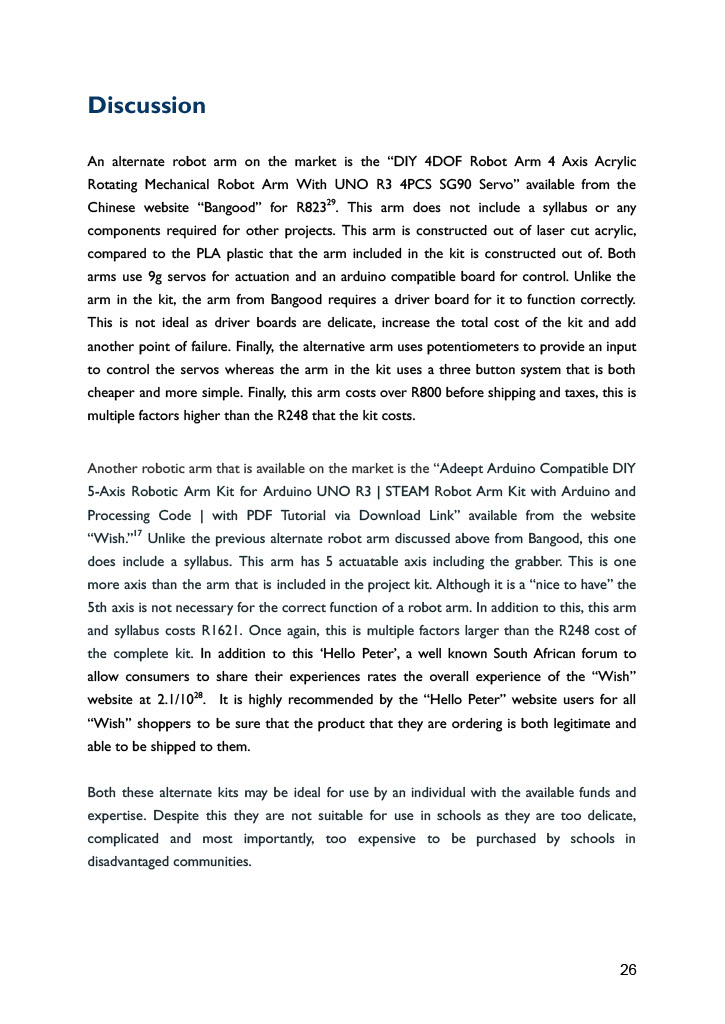 Discussion
An alternate robot arm on the market is the “DIY 4DOF Robot Arm 4 Axis Acrylic
Rotating Mechanical Robot Arm With UNO R3 4PCS SG90 Servo” available from the
Chinese website “Bangood” for R823²⁹. This arm does not include a syllabus or any
components required for other projects. This arm is constructed out of laser cut acrylic,
compared to the PLA plastic that the arm included in the kit is constructed out of. Both
arms use 9g servos for actuation and an arduino compatible board for control. Unlike the
arm in the kit, the arm from Bangood requires a driver board for it to function correctly.
This is not ideal as driver boards are delicate, increase the total cost of the kit and add
another point of failure. Finally, the alternative arm uses potentiometers to provide an input
to control the servos whereas the arm in the kit uses a three button system that is both
cheaper and more simple. Finally, this arm costs over R800 before shipping and taxes, this is
multiple factors higher than the R248 that the kit costs.
Another robotic arm that is available on the market is the “Adeept Arduino Compatible DIY
5-Axis Robotic Arm Kit for Arduino UNO R3 | STEAM Robot Arm Kit with Arduino and
Processing Code | with PDF Tutorial via Download Link” available from the website
“Wish.”¹⁷ Unlike the previous alternate robot arm discussed above from Bangood, this one
does include a syllabus. This arm has 5 actuatable axis including the grabber. This is one
more axis than the arm that is included in the project kit. Although it is a “nice to have” the
5th axis is not necessary for the correct function of a robot arm. In addition to this, this arm
and syllabus costs R1621. Once again, this is multiple factors larger than the R248 cost of
the complete kit. In addition to this ‘Hello Peter’, a well known South African forum to
allow consumers to share their experiences rates the overall experience of the “Wish”
website at 2.1/10²⁸. It is highly recommended by the “Hello Peter” website users for all
“Wish” shoppers to be sure that the product that they are ordering is both legitimate and
able to be shipped to them.
Both these alternate kits may be ideal for use by an individual with the available funds and
expertise. Despite this they are not suitable for use in schools as they are too delicate,
complicated and most importantly, too expensive to be purchased by schools in
disadvantaged communities.
26